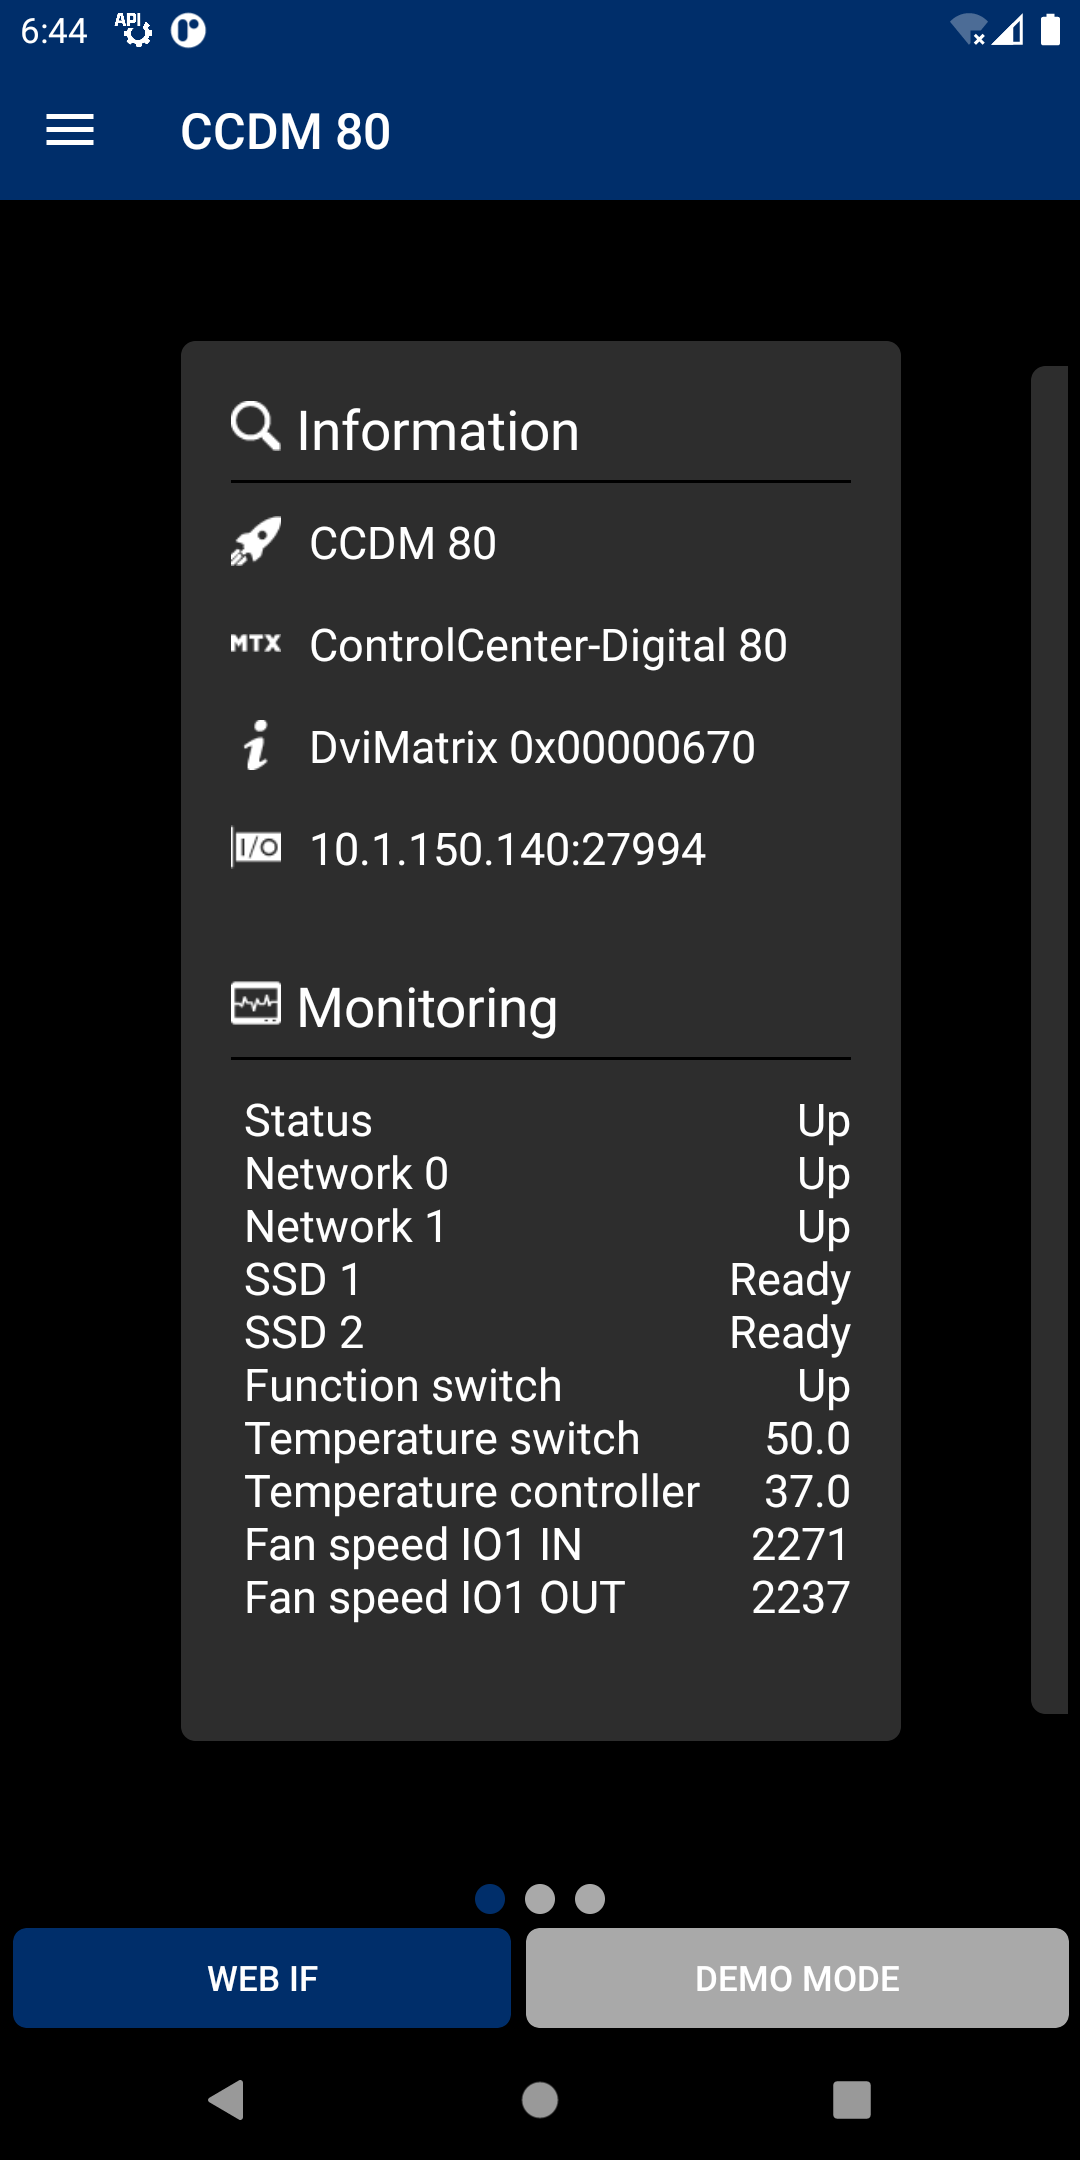 6:44 API
CCDM 80
Information
CCDM 80
MTX ControlCenter-Digital 80
i DviMatrix 0x00000670
I/O 10.1.150.140:27994
Monitoring
Status Up
Network 0 Up
Network 1 Up
SSD 1 Ready
SSD 2 Ready
Function switch Up
Temperature switch 50.0
Temperature controller 37.0
Fan speed IO1 IN 2271
Fan speed IO1 OUT 2237
WEB IF DEMO MODE